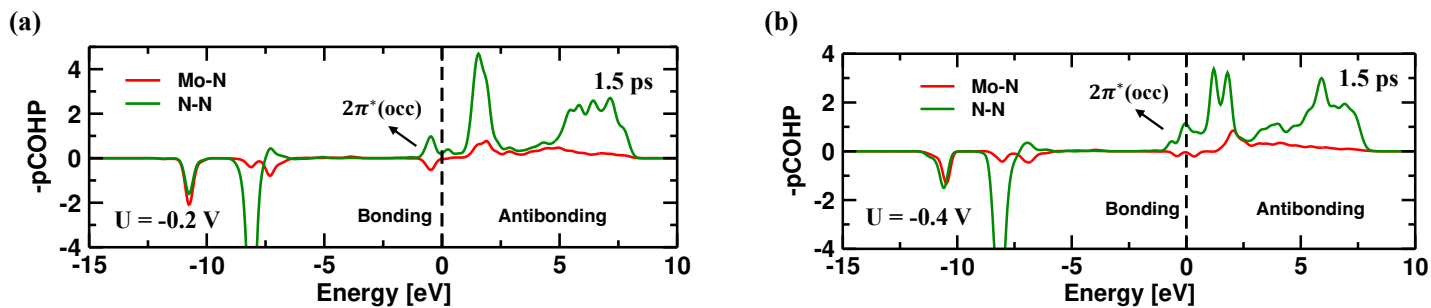 (a)
-pCOHP
4
2
0
-2
-4
Mo-N
N-N
2π*(occ)
1.5 ps
U = -0.2 V
Bonding
Antibonding
-15
-10
-5
0
5
10
Energy [eV]
(b)
-pCOHP
4
2
0
-2
-4
Mo-N
N-N
2π*(occ)
1.5 ps
U = -0.4 V
Bonding
Antibonding
-15
-10
-5
0
5
10
Energy [eV]